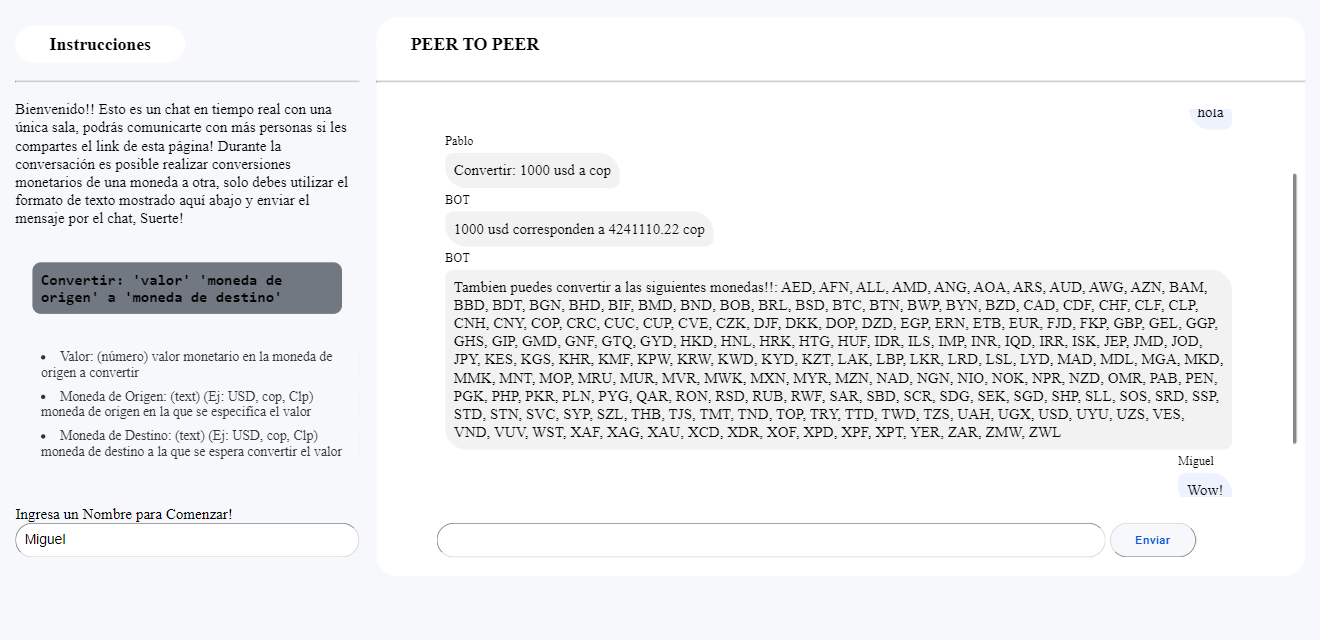 Instrucciones
Bienvenido!! Esto es un chat en tiempo real con una
única sala, podrás comunicarte con más personas si les
compartes el link de esta página! Durante la
conversación es posible realizar conversiones
monetarios de una moneda a otra, solo debes utilizar el
formato de texto mostrado aquí abajo y enviar el
mensaje por el chat, Suerte!
Convertir: 'valor' 'moneda de
origen' a 'moneda de destino'
• Valor: (número) valor monetario en la moneda de
origen a convertir
• Moneda de Origen: (text) (Ej: USD, cop, Clp)
moneda de origen en la que se especifica el valor
• Moneda de Destino: (text) (Ej: USD, cop, Clp)
moneda de destino a la que se espera convertir el valor
Ingresa un Nombre para Comenzar!
Miguel
PEER TO PEER
hola
Pablo
Convertir: 1000 usd a cop
BOT
1000 usd corresponden a 4241110.22 cop
BOT
Tambien puedes convertir a las siguientes monedas!!: AED, AFN, ALL, AMD, ANG, AOA, ARS, AUD, AWG, AZN, BAM,
BBD, BDT, BGN, BHD, BIF, BMD, BND, BOB, BRL, BSD, BTC, BTN, BWP, BYN, BZD, CAD, CDF, CHF, CLF, CLP,
CNH, CNY, COP, CRC, CUC, CUP, CVE, CZK, DJF, DKK, DOP, DZD, EGP, ERN, ETB, EUR, FJD, FKP, GBP, GEL, GGP,
GHS, GIP, GMD, GNF, GTQ, GYD, HKD, HNL, HRK, HTG, HUF, IDR, ILS, IMP, INR, IQD, IRR, ISK, JEP, JMD, JOD,
JPY, KES, KGS, KHR, KMF, KPW, KRW, KWD, KYD, KZT, LAK, LBP, LKR, LRD, LSL, LYD, MAD, MDL, MGA, MKD,
MMK, MNT, MOP, MRU, MUR, MVR, MWK, MXN, MYR, MZN, NAD, NGN, NIO, NOK, NPR, NZD, OMR, PAB, PEN,
PGK, PHP, PKR, PLN, PYG, QAR, RON, RSD, RUB, RWF, SAR, SBD, SCR, SDG, SEK, SGD, SHP, SLL, SOS, SRD, SSP,
STD, STN, SVC, SYP, SZL, THB, TJS, TMT, TND, TOP, TRY, TTD, TWD, TZS, UAH, UGX, USD, UYU, UZS, VES,
VND, VUV, WST, XAF, XAG, XAU, XCD, XDR, XOF, XPD, XPF, XPT, YER, ZAR, ZMW, ZWL
Miguel
Wow!
Enviar